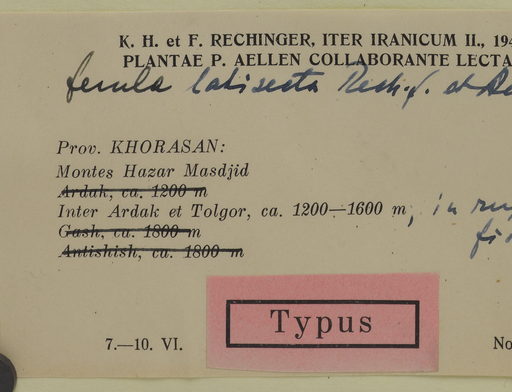 K. H. et F. RECHINGER, ITER IRANICUM II., 194
PLANTAE P. AELLEN COLLABORANTE LECTA
ferula latisecta Rech. f. et
Prov. KHORASAN:
Montes Hazar Masdjid
Ardak, ca. 1200 m
Inter Ardak et Tolgor, ca. 1200—1600 m, in
Gash, ca. 1800 m
Antishish, ca. 1800 m
Typus
7.—10. VI.
No